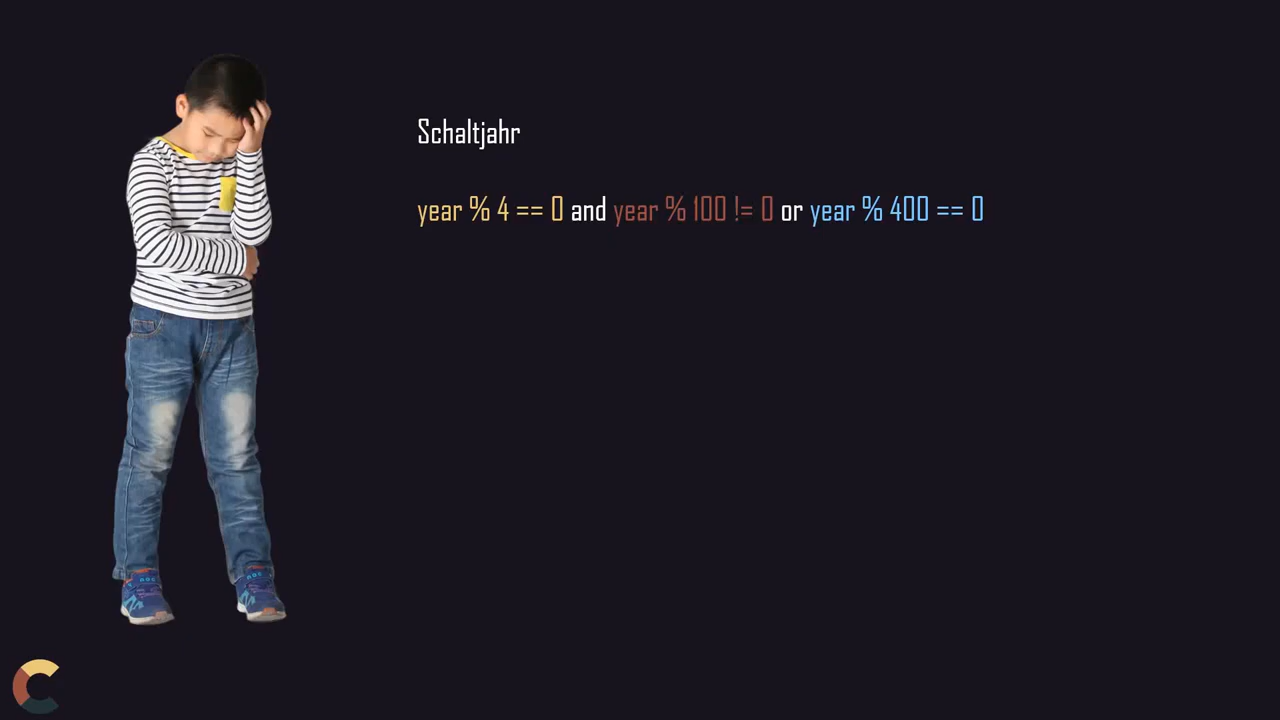 Schaltjahr
year % 4 == 0 and year % 100 != 0 or year % 400 == 0